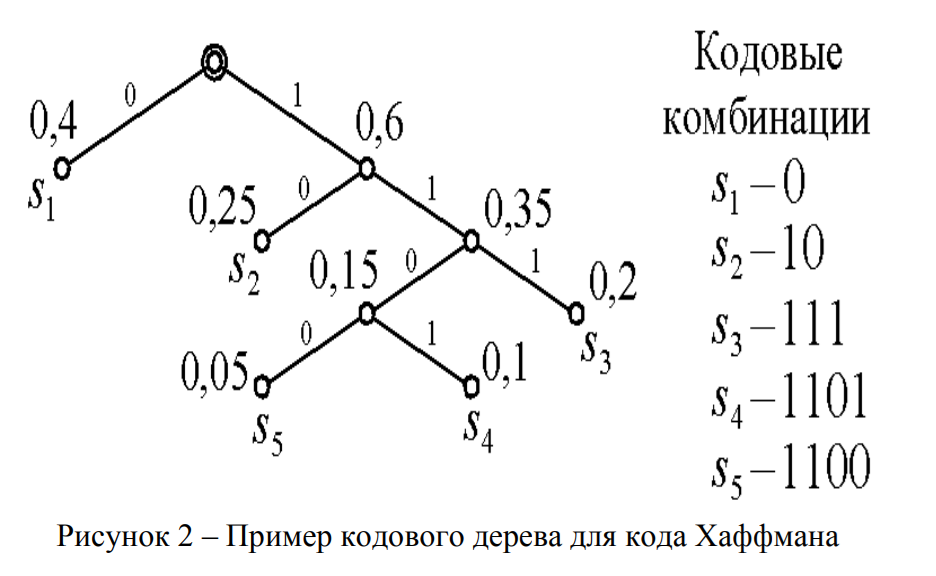 Кодовые
комбинации
0 1
0,4 0,6
s₁
0 1
0,25 0,35
s₂
0,15 0 1
0,2
s₃
0 1
0,05 0,1
s₅ s₄
s₁ – 0
s₂ – 10
s₃ – 111
s₄ – 1101
s₅ – 1100
Рисунок 2 – Пример кодового дерева для кода Хаффмана